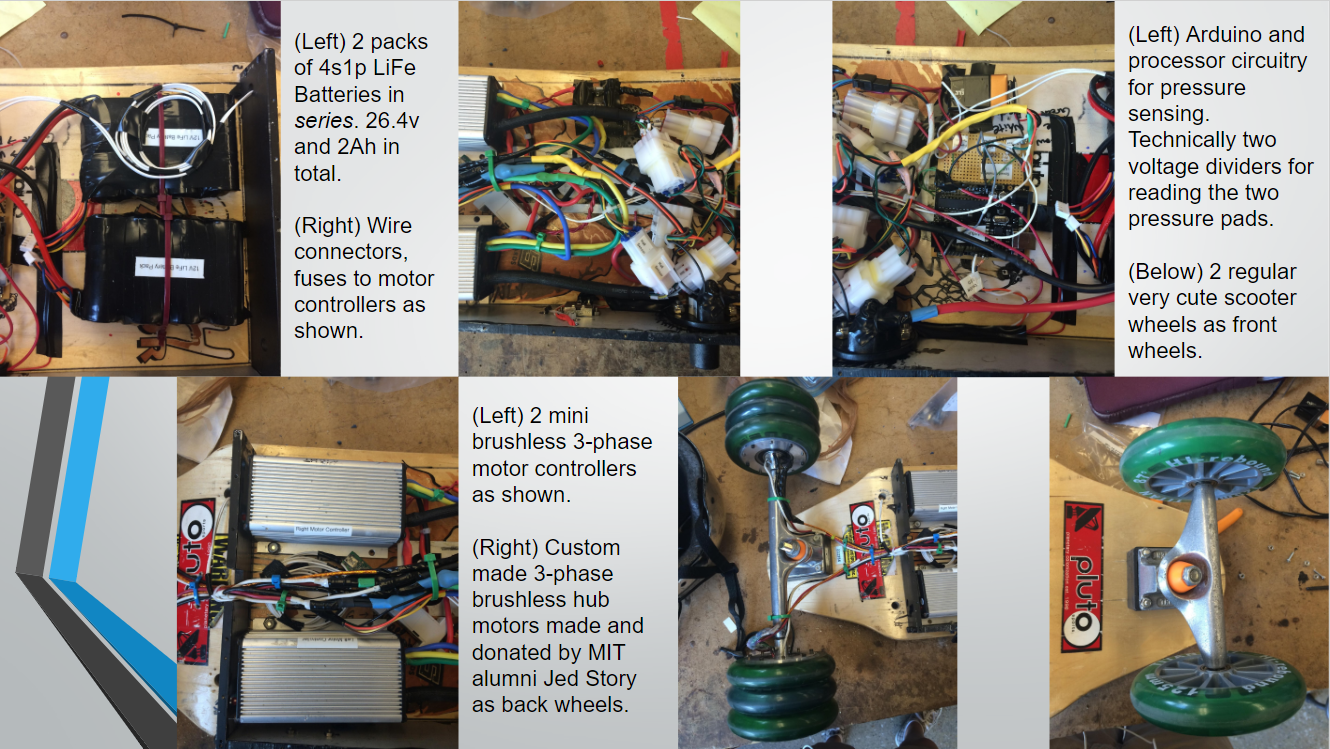 (Left) 2 packs
of 4s1p LiFe
Batteries in
series. 26.4v
and 2Ah in
total.
(Right) Wire
connectors,
fuses to motor
controllers as
shown.
(Left) Arduino and
processor circuitry
for pressure
sensing.
Technically two
voltage dividers for
reading the two
pressure pads.
(Below) 2 regular
very cute scooter
wheels as front
wheels.
12V LiFe Battery Pack
12V LiFe Battery Pack
Right Motor Controller
Left Motor Controller
(Left) 2 mini
brushless 3-phase
motor controllers
as shown.
(Right) Custom
made 3-phase
brushless hub
motors made and
donated by MIT
alumni Jed Story
as back wheels.
pluto
pluto